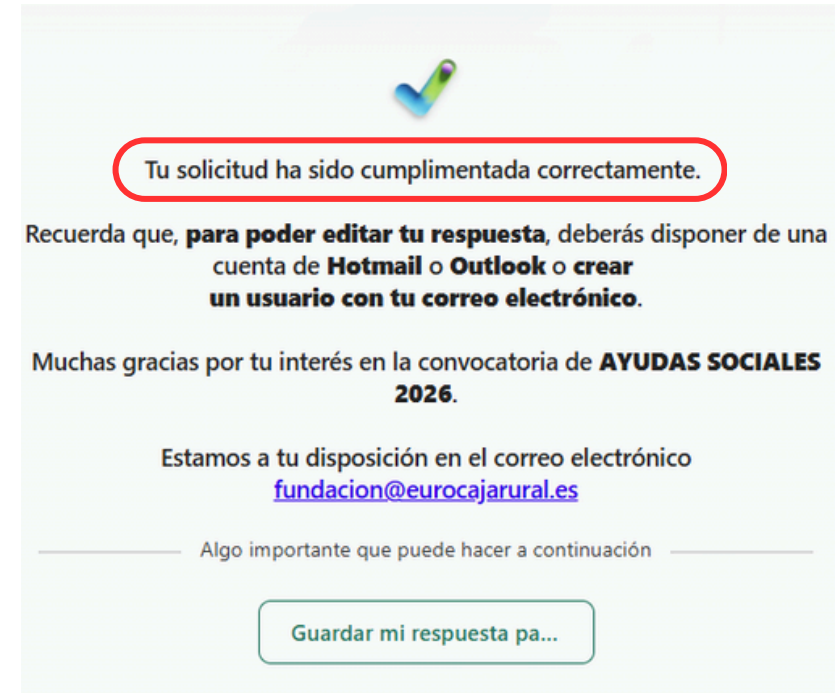 Tu solicitud ha sido cumplimentada correctamente.
Recuerda que, para poder editar tu respuesta, deberás disponer de una
cuenta de Hotmail o Outlook o crear
un usuario con tu correo electrónico.
Muchas gracias por tu interés en la convocatoria de AYUDAS SOCIALES
2026.
Estamos a tu disposición en el correo electrónico
fundacion@eurocajarural.es
Algo importante que puede hacer a continuación
Guardar mi respuesta pa...